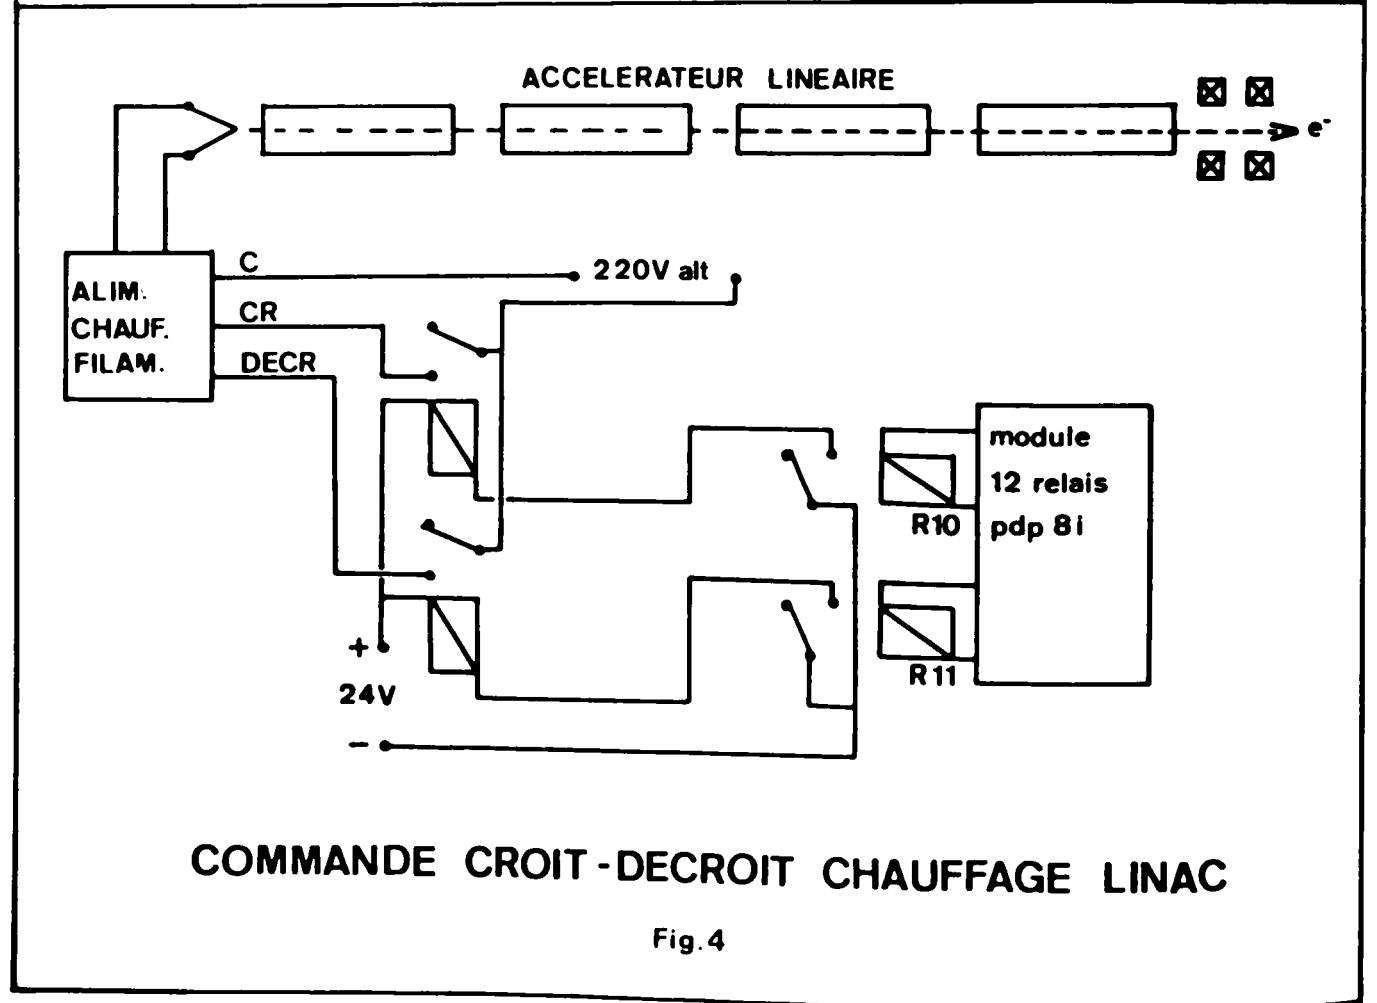 ACCELERATEUR LINEAIRE
e-
C
220V alt
ALIM.
CHAUF.
FILAM.
CR
DECR
module
12 relais
pdp 8i
R10
R11
+
24V
-
COMMANDE CROIT-DECROIT CHAUFFAGE LINAC
Fig.4